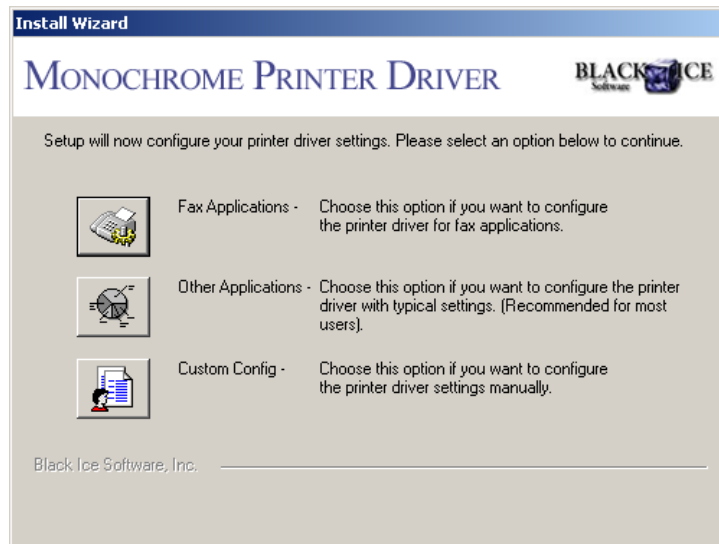 Install Wizard
MONOCHROME PRINTER DRIVER
BLACK ICE
Software
Setup will now configure your printer driver settings. Please select an option below to continue.
Fax Applications - Choose this option if you want to configure
the printer driver for fax applications.
Other Applications - Choose this option if you want to configure the printer
driver with typical settings. (Recommended for most
users).
Custom Config - Choose this option if you want to configure
the printer driver settings manually.
Black Ice Software, Inc.